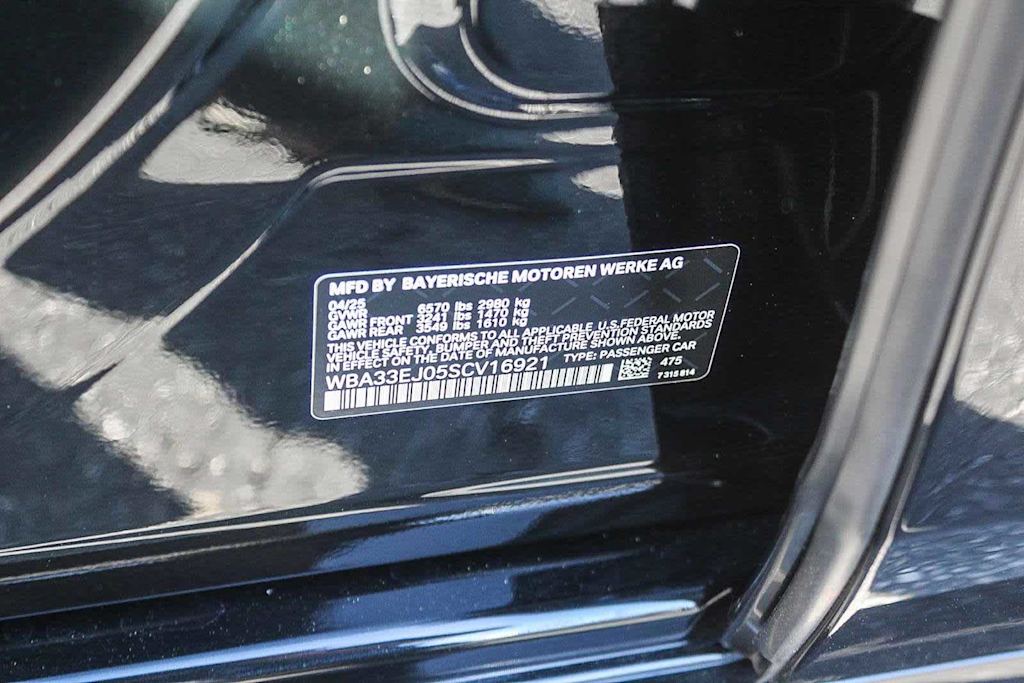 MFD BY BAYERISCHE MOTOREN WERKE AG
04/25
GVWR 6570 lbs 2980 kg
GAWR FRONT 3241 lbs 1470 kg
GAWR REAR 3549 lbs 1610 kg
THIS VEHICLE CONFORMS TO ALL APPLICABLE U.S.FEDERAL MOTOR
VEHICLE SAFETY, BUMPER AND THEFT PREVENTION STANDARDS
IN EFFECT ON THE DATE OF MANUFACTURE SHOWN ABOVE.
TYPE: PASSENGER CAR
WBA33EJ05SCV16921
475
7315814